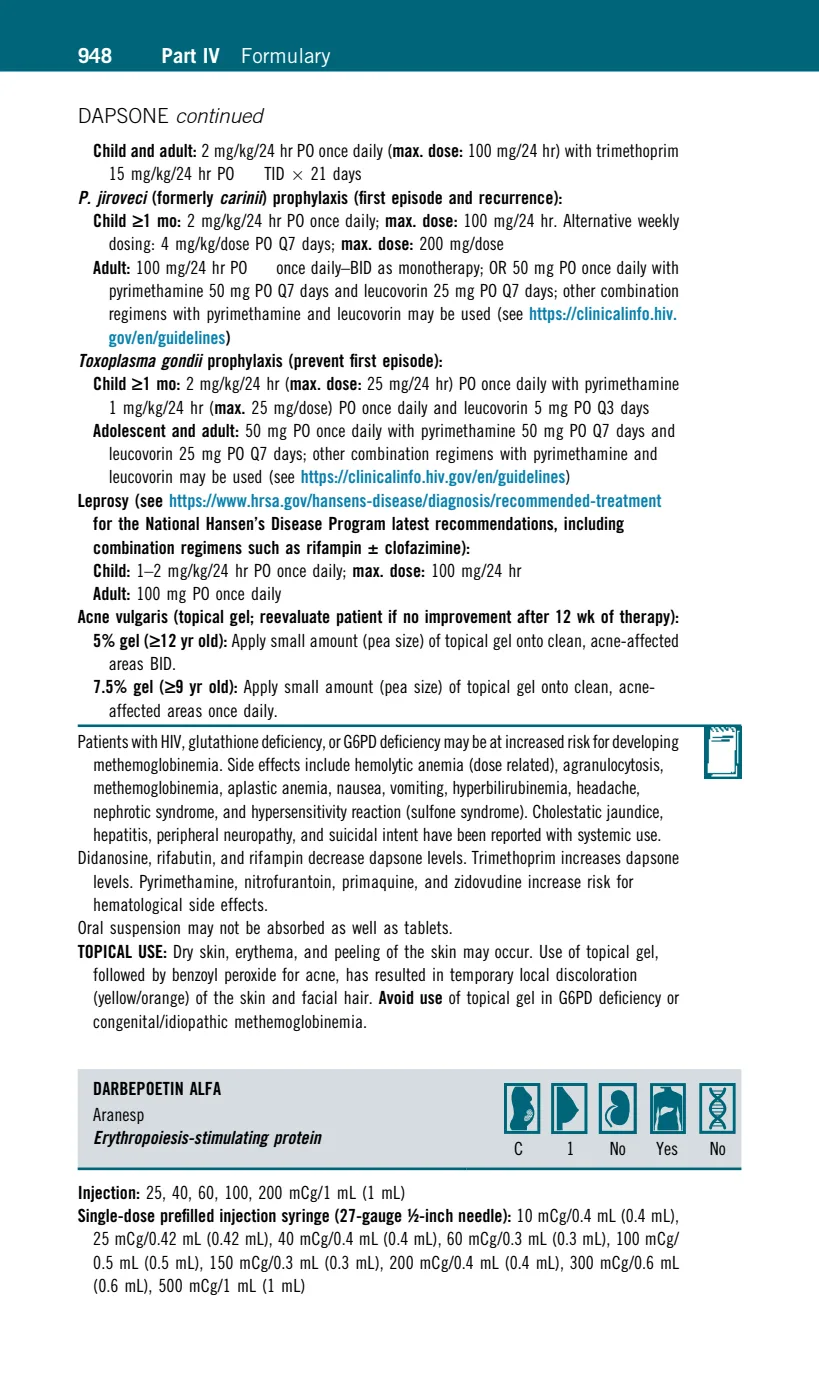 948 Part IV Formulary
DAPSONE continued
Child and adult: 2 mg/kg/24 hr PO once daily (max. dose: 100 mg/24 hr) with trimethoprim
15 mg/kg/24 hr PO TID × 21 days
P. jiroveci (formerly carinii) prophylaxis (first episode and recurrence):
Child ≥1 mo: 2 mg/kg/24 hr PO once daily; max. dose: 100 mg/24 hr. Alternative weekly
dosing: 4 mg/kg/dose PO Q7 days; max. dose: 200 mg/dose
Adult: 100 mg/24 hr PO once daily–BID as monotherapy; OR 50 mg PO once daily with
pyrimethamine 50 mg PO Q7 days and leucovorin 25 mg PO Q7 days; other combination
regimens with pyrimethamine and leucovorin may be used (see https://clinicalinfo.hiv.
gov/en/guidelines)
Toxoplasma gondii prophylaxis (prevent first episode):
Child ≥1 mo: 2 mg/kg/24 hr (max. dose: 25 mg/24 hr) PO once daily with pyrimethamine
1 mg/kg/24 hr (max. 25 mg/dose) PO once daily and leucovorin 5 mg PO Q3 days
Adolescent and adult: 50 mg PO once daily with pyrimethamine 50 mg PO Q7 days and
leucovorin 25 mg PO Q7 days; other combination regimens with pyrimethamine and
leucovorin may be used (see https://clinicalinfo.hiv.gov/en/guidelines)
Leprosy (see https://www.hrsa.gov/hansens-disease/diagnosis/recommended-treatment
for the National Hansen's Disease Program latest recommendations, including
combination regimens such as rifampin ± clofazimine):
Child: 1–2 mg/kg/24 hr PO once daily; max. dose: 100 mg/24 hr
Adult: 100 mg PO once daily
Acne vulgaris (topical gel; reevaluate patient if no improvement after 12 wk of therapy):
5% gel (≥12 yr old): Apply small amount (pea size) of topical gel onto clean, acne-affected
areas BID.
7.5% gel (≥9 yr old): Apply small amount (pea size) of topical gel onto clean, acne-
affected areas once daily.
Patients with HIV, glutathione deficiency, or G6PD deficiency may be at increased risk for developing
methemoglobinemia. Side effects include hemolytic anemia (dose related), agranulocytosis,
methemoglobinemia, aplastic anemia, nausea, vomiting, hyperbilirubinemia, headache,
nephrotic syndrome, and hypersensitivity reaction (sulfone syndrome). Cholestatic jaundice,
hepatitis, peripheral neuropathy, and suicidal intent have been reported with systemic use.
Didanosine, rifabutin, and rifampin decrease dapsone levels. Trimethoprim increases dapsone
levels. Pyrimethamine, nitrofurantoin, primaquine, and zidovudine increase risk for
hematological side effects.
Oral suspension may not be absorbed as well as tablets.
TOPICAL USE: Dry skin, erythema, and peeling of the skin may occur. Use of topical gel,
followed by benzoyl peroxide for acne, has resulted in temporary local discoloration
(yellow/orange) of the skin and facial hair. Avoid use of topical gel in G6PD deficiency or
congenital/idiopathic methemoglobinemia.
DARBEPOETIN ALFA
Aranesp
Erythropoiesis-stimulating protein
C 1 No Yes No
Injection: 25, 40, 60, 100, 200 mCg/1 mL (1 mL)
Single-dose prefilled injection syringe (27-gauge ½-inch needle): 10 mCg/0.4 mL (0.4 mL),
25 mCg/0.42 mL (0.42 mL), 40 mCg/0.4 mL (0.4 mL), 60 mCg/0.3 mL (0.3 mL), 100 mCg/
0.5 mL (0.5 mL), 150 mCg/0.3 mL (0.3 mL), 200 mCg/0.4 mL (0.4 mL), 300 mCg/0.6 mL
(0.6 mL), 500 mCg/1 mL (1 mL)